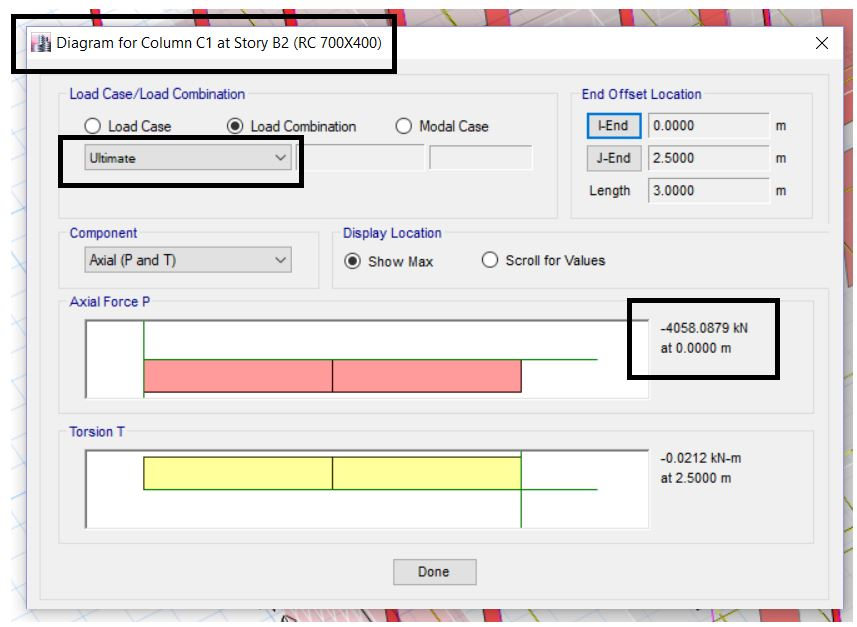 Diagram for Column C1 at Story B2 (RC 700X400)
Load Case/Load Combination
Load Case Load Combination Modal Case
Ultimate
End Offset Location
I-End 0.0000 m
J-End 2.5000 m
Length 3.0000 m
Component
Axial (P and T)
Display Location
Show Max Scroll for Values
Axial Force P
-4058.0879 kN
at 0.0000 m
Torsion T
-0.0212 kN-m
at 2.5000 m
Done